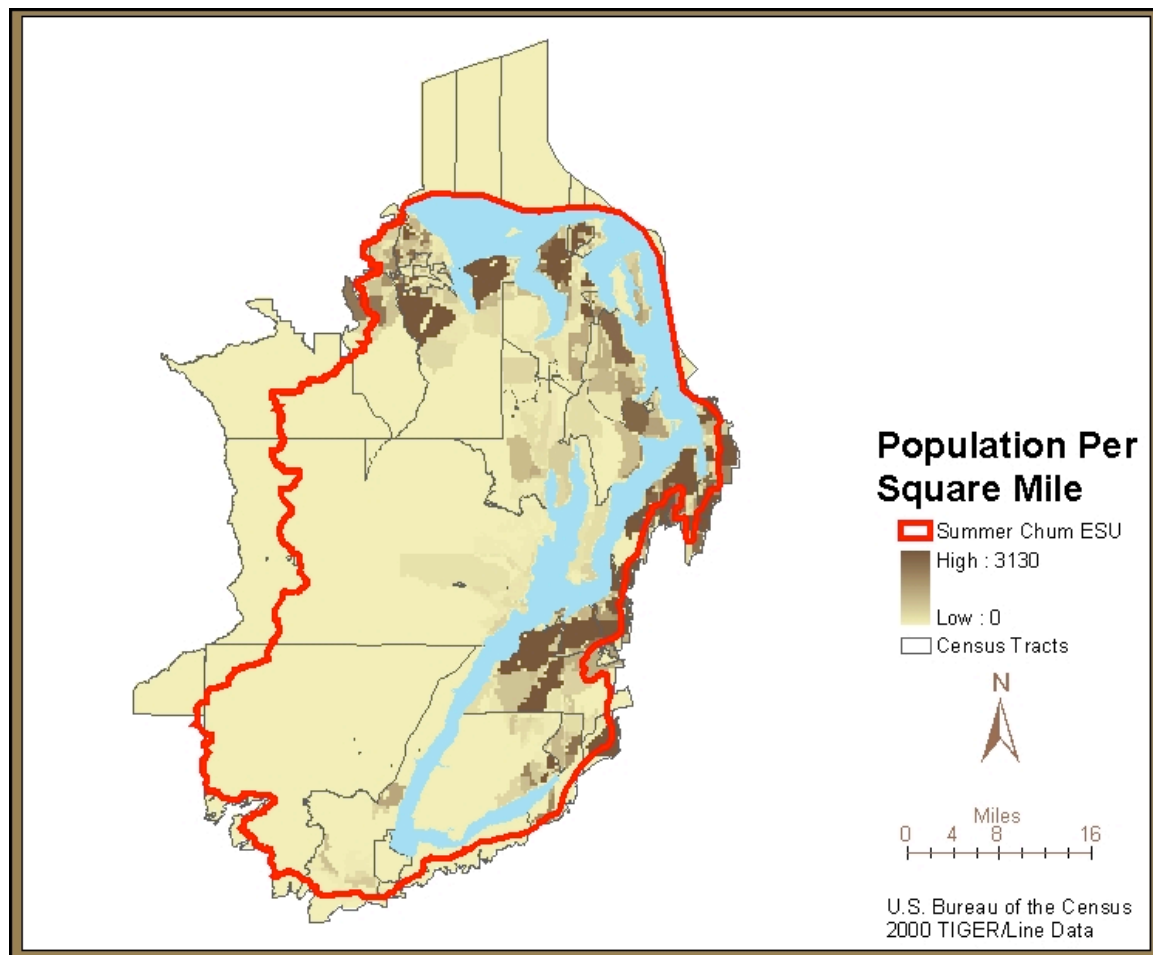 Population Per
Square Mile
Summer Chum ESU
High : 3130
Low : 0
Census Tracts
N
Miles
0 4 8 16
U.S. Bureau of the Census
2000 TIGER/Line Data